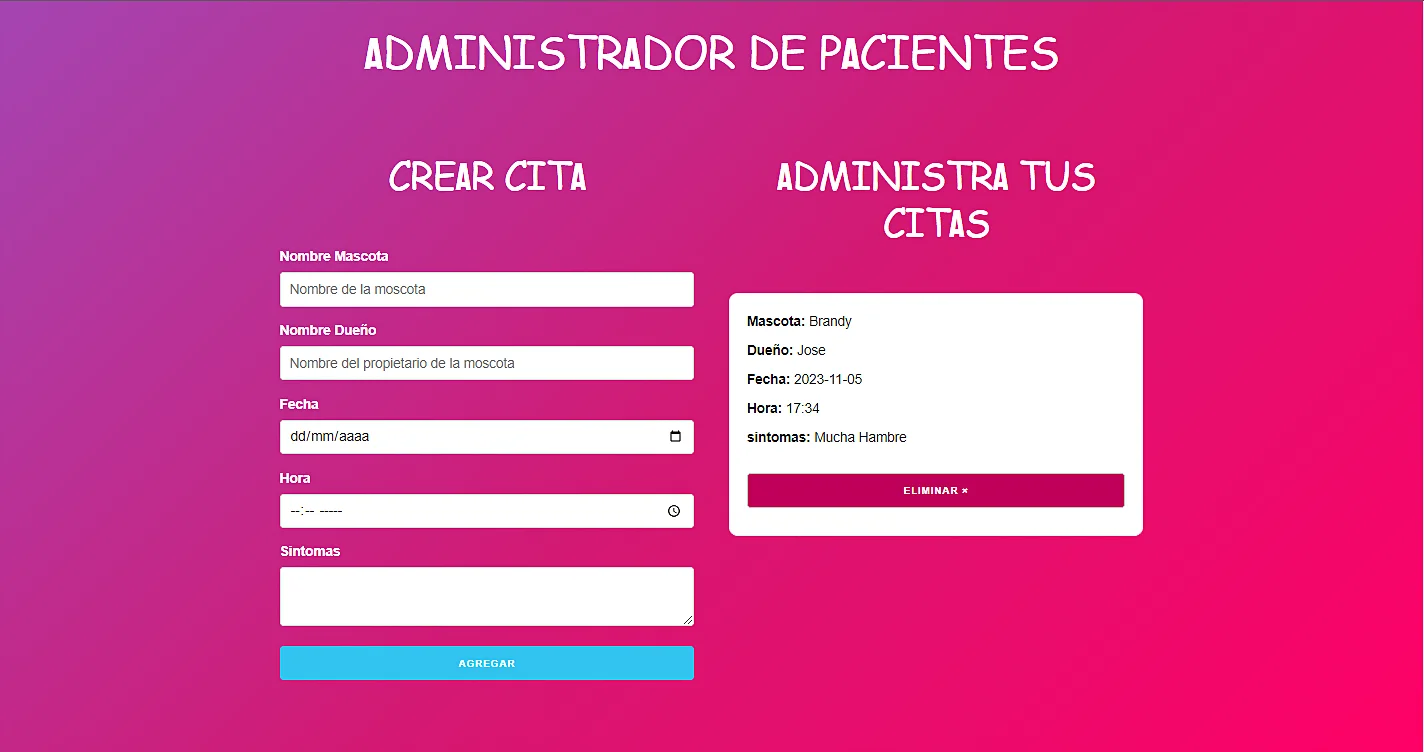 ADMINISTRADOR DE PACIENTES
CREAR CITA
Nombre Mascota
Nombre de la moscota
Nombre Dueño
Nombre del propietario de la moscota
Fecha
dd/mm/aaaa
Hora
--:-- -----
Sintomas
AGREGAR
ADMINISTRA TUS
CITAS
Mascota: Brandy
Dueño: Jose
Fecha: 2023-11-05
Hora: 17:34
sintomas: Mucha Hambre
ELIMINAR ×